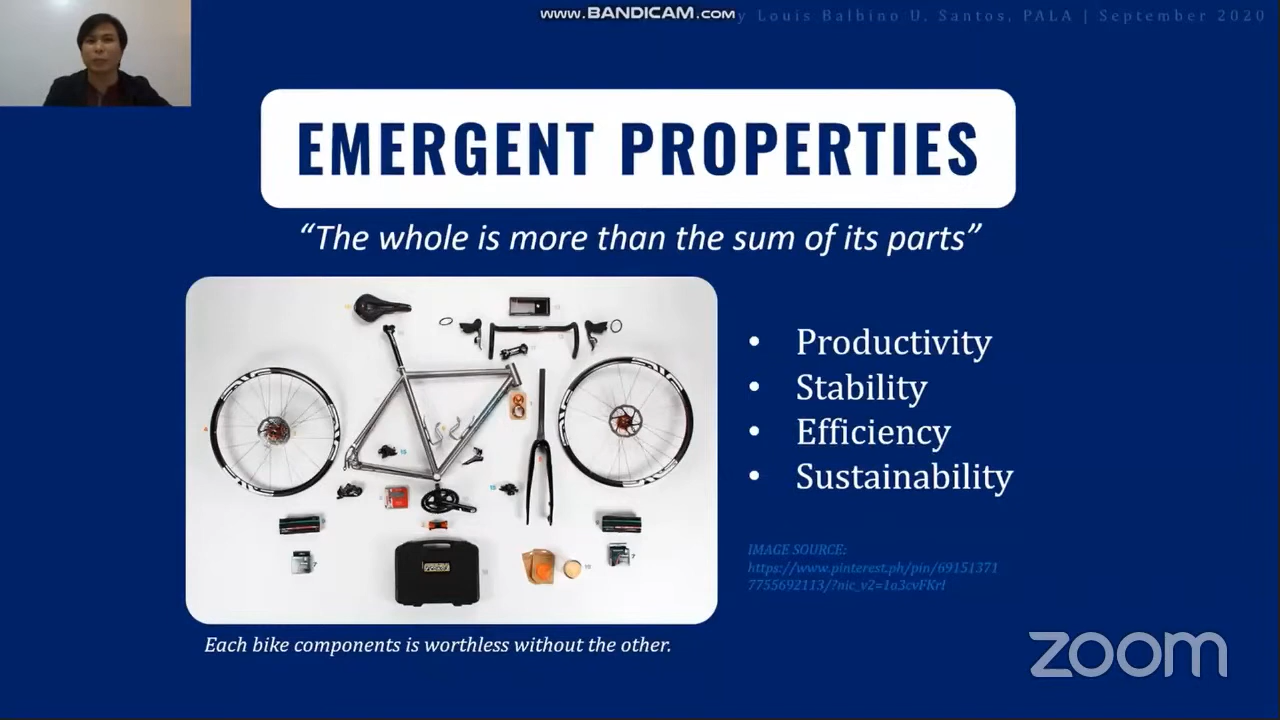 www.BANDICAM.com
y Louis Balbino U. Santos, PALA | September 2020
EMERGENT PROPERTIES
“The whole is more than the sum of its parts”
• Productivity
• Stability
• Efficiency
• Sustainability
IMAGE SOURCE:
https://www.pinterest.ph/pin/69151371
7755692113/?nic_v2=1a3cvFKrl
Each bike components is worthless without the other.
zoom